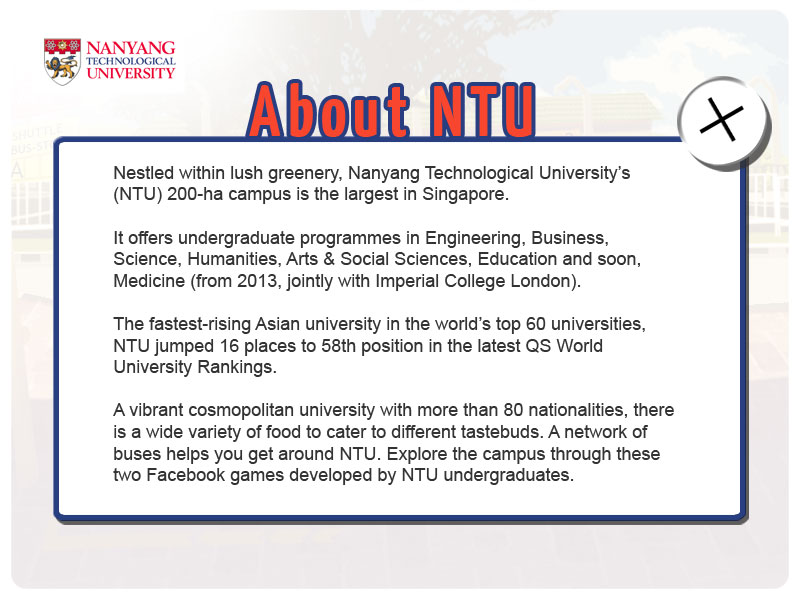 NANYANG
TECHNOLOGICAL
UNIVERSITY
About NTU
SHUTTLE
BUS-ST
A
Nestled within lush greenery, Nanyang Technological University's
(NTU) 200-ha campus is the largest in Singapore.
It offers undergraduate programmes in Engineering, Business,
Science, Humanities, Arts & Social Sciences, Education and soon,
Medicine (from 2013, jointly with Imperial College London).
The fastest-rising Asian university in the world's top 60 universities,
NTU jumped 16 places to 58th position in the latest QS World
University Rankings.
A vibrant cosmopolitan university with more than 80 nationalities, there
is a wide variety of food to cater to different tastebuds. A network of
buses helps you get around NTU. Explore the campus through these
two Facebook games developed by NTU undergraduates.